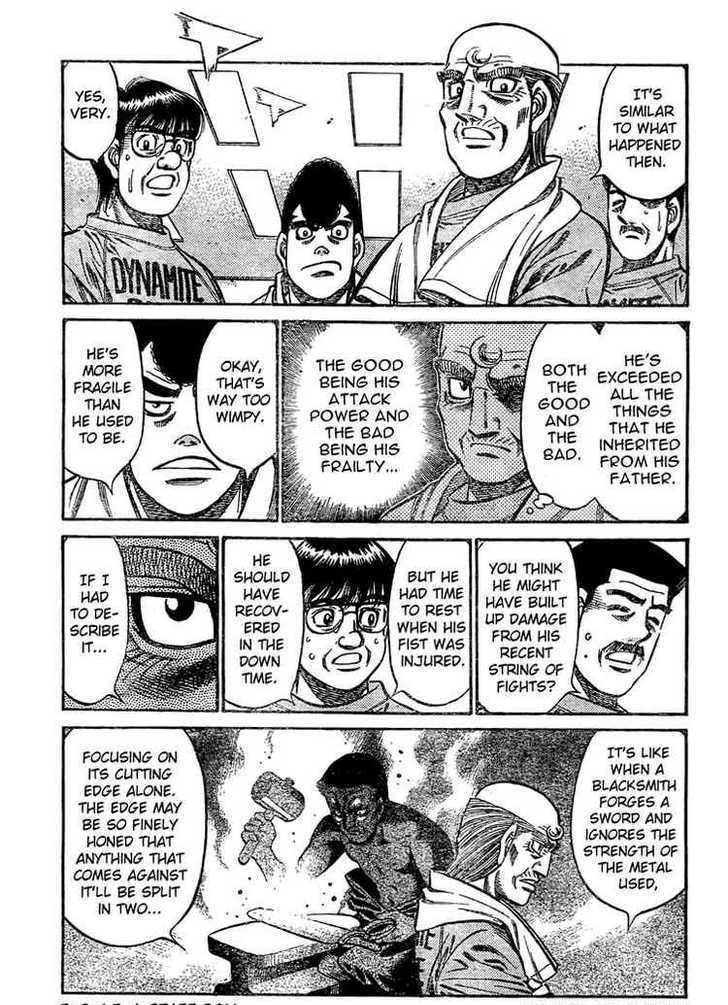 IT'S
SIMILAR
TO WHAT
HAPPENED
THEN.
YES,
VERY.
DYNAMITE
HE'S
EXCEEDED
ALL THE
THINGS
THAT HE
INHERITED
FROM HIS
FATHER.
BOTH
THE
GOOD
AND
THE
BAD.
THE GOOD
BEING HIS
ATTACK
POWER AND
THE BAD
BEING HIS
FRAILTY...
OKAY,
THAT'S
WAY TOO
WIMPY.
HE'S
MORE
FRAGILE
THAN
HE USED
TO BE.
YOU THINK
HE MIGHT
HAVE BUILT
UP DAMAGE
FROM HIS
RECENT
STRING OF
FIGHTS?
BUT HE
HAD TIME
TO REST
WHEN HIS
FIST WAS
INJURED.
HE
SHOULD
HAVE
RECOV-
ERED
IN THE
DOWN
TIME.
IF I
HAD
TO DE-
SCRIBE
IT...
IT'S LIKE
WHEN A
BLACKSMITH
FORGES A
SWORD AND
IGNORES THE
STRENGTH OF
THE METAL
USED,
FOCUSING ON
ITS CUTTING
EDGE ALONE.
THE EDGE MAY
BE SO FINELY
HONED THAT
ANYTHING THAT
COMES AGAINST
IT'LL BE SPLIT
IN TWO...